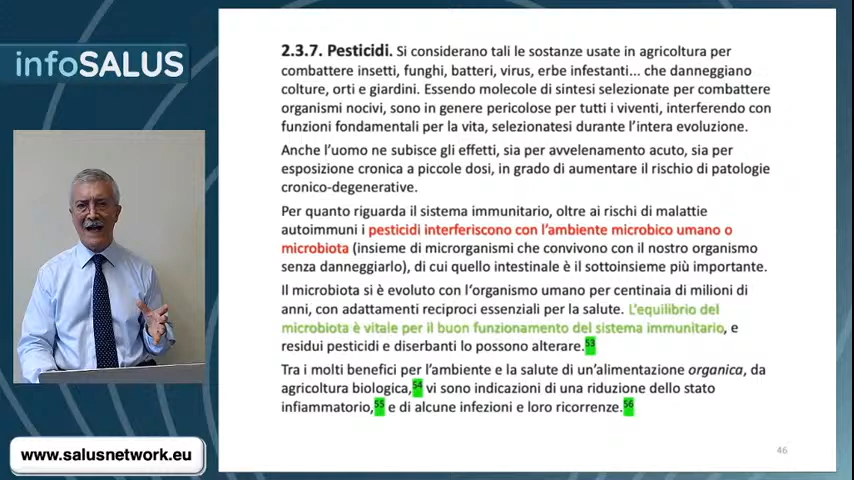 infoSALUS
2.3.7. Pesticidi. Si considerano tali le sostanze usate in agricoltura per
combattere insetti, funghi, batteri, virus, erbe infestanti... che danneggiano
colture, orti e giardini. Essendo molecole di sintesi selezionate per combattere
organismi nocivi, sono in genere pericolose per tutti i viventi, interferendo con
funzioni fondamentali per la vita, selezionatesi durante l'intera evoluzione.
Anche l'uomo ne subisce gli effetti, sia per avvelenamento acuto, sia per
esposizione cronica a piccole dosi, in grado di aumentare il rischio di patologie
cronico-degenerative.
Per quanto riguarda il sistema immunitario, oltre ai rischi di malattie
autoimmuni i pesticidi interferiscono con l'ambiente microbico umano o
microbiota (insieme di microrganismi che convivono con il nostro organismo
senza danneggiarlo), di cui quello intestinale è il sottoinsieme più importante.
Il microbiota si è evoluto con l'organismo umano per centinaia di milioni di
anni, con adattamenti reciproci essenziali per la salute. L'equilibrio del
microbiota è vitale per il buon funzionamento del sistema immunitario, e
residui pesticidi e diserbanti lo possono alterare.53
Tra i molti benefici per l'ambiente e la salute di un'alimentazione organica, da
agricoltura biologica,54 vi sono indicazioni di una riduzione dello stato
infiammatorio,55 e di alcune infezioni e loro ricorrenze.56
46
www.salusnetwork.eu